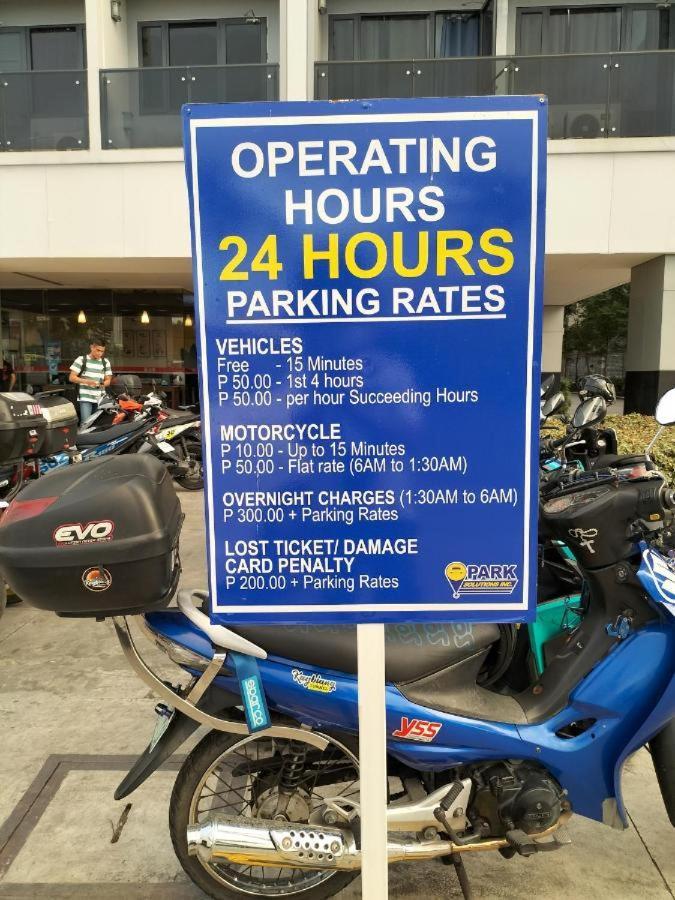 OPERATING
HOURS
24 HOURS
PARKING RATES
VEHICLES
Free - 15 Minutes
P 50.00 - 1st 4 hours
P 50.00 - per hour Succeeding Hours
MOTORCYCLE
P 10.00 - Up to 15 Minutes
P 50.00 - Flat rate (6AM to 1:30AM)
OVERNIGHT CHARGES (1:30AM to 6AM)
P 300.00 + Parking Rates
LOST TICKET/ DAMAGE
CARD PENALTY
P 200.00 + Parking Rates
PARK
SOLUTIONS INC.
EVO
YSS